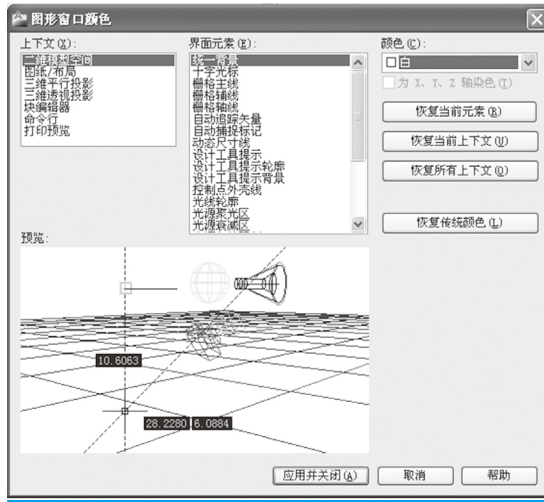 图形窗口颜色
上下文(X):
二维模型空间
图纸/布局
三维平行投影
三维透视投影
块编辑器
命令行
打印预览
界面元素(E):
统一背景
十字光标
栅格主线
栅格辅线
栅格轴线
自动追踪矢量
自动捕捉标记
动态尺寸线
设计工具提示
设计工具提示轮廓
设计工具提示背景
控制点外壳线
光线轮廓
光源聚光区
光源衰减区
颜色(C):
白
为 X、Y、Z 轴染色(T)
恢复当前元素(R)
恢复当前上下文(U)
恢复所有上下文(O)
恢复传统颜色(L)
预览:
10.6063
28.2280 6.0884
应用并关闭(A) 取消 帮助